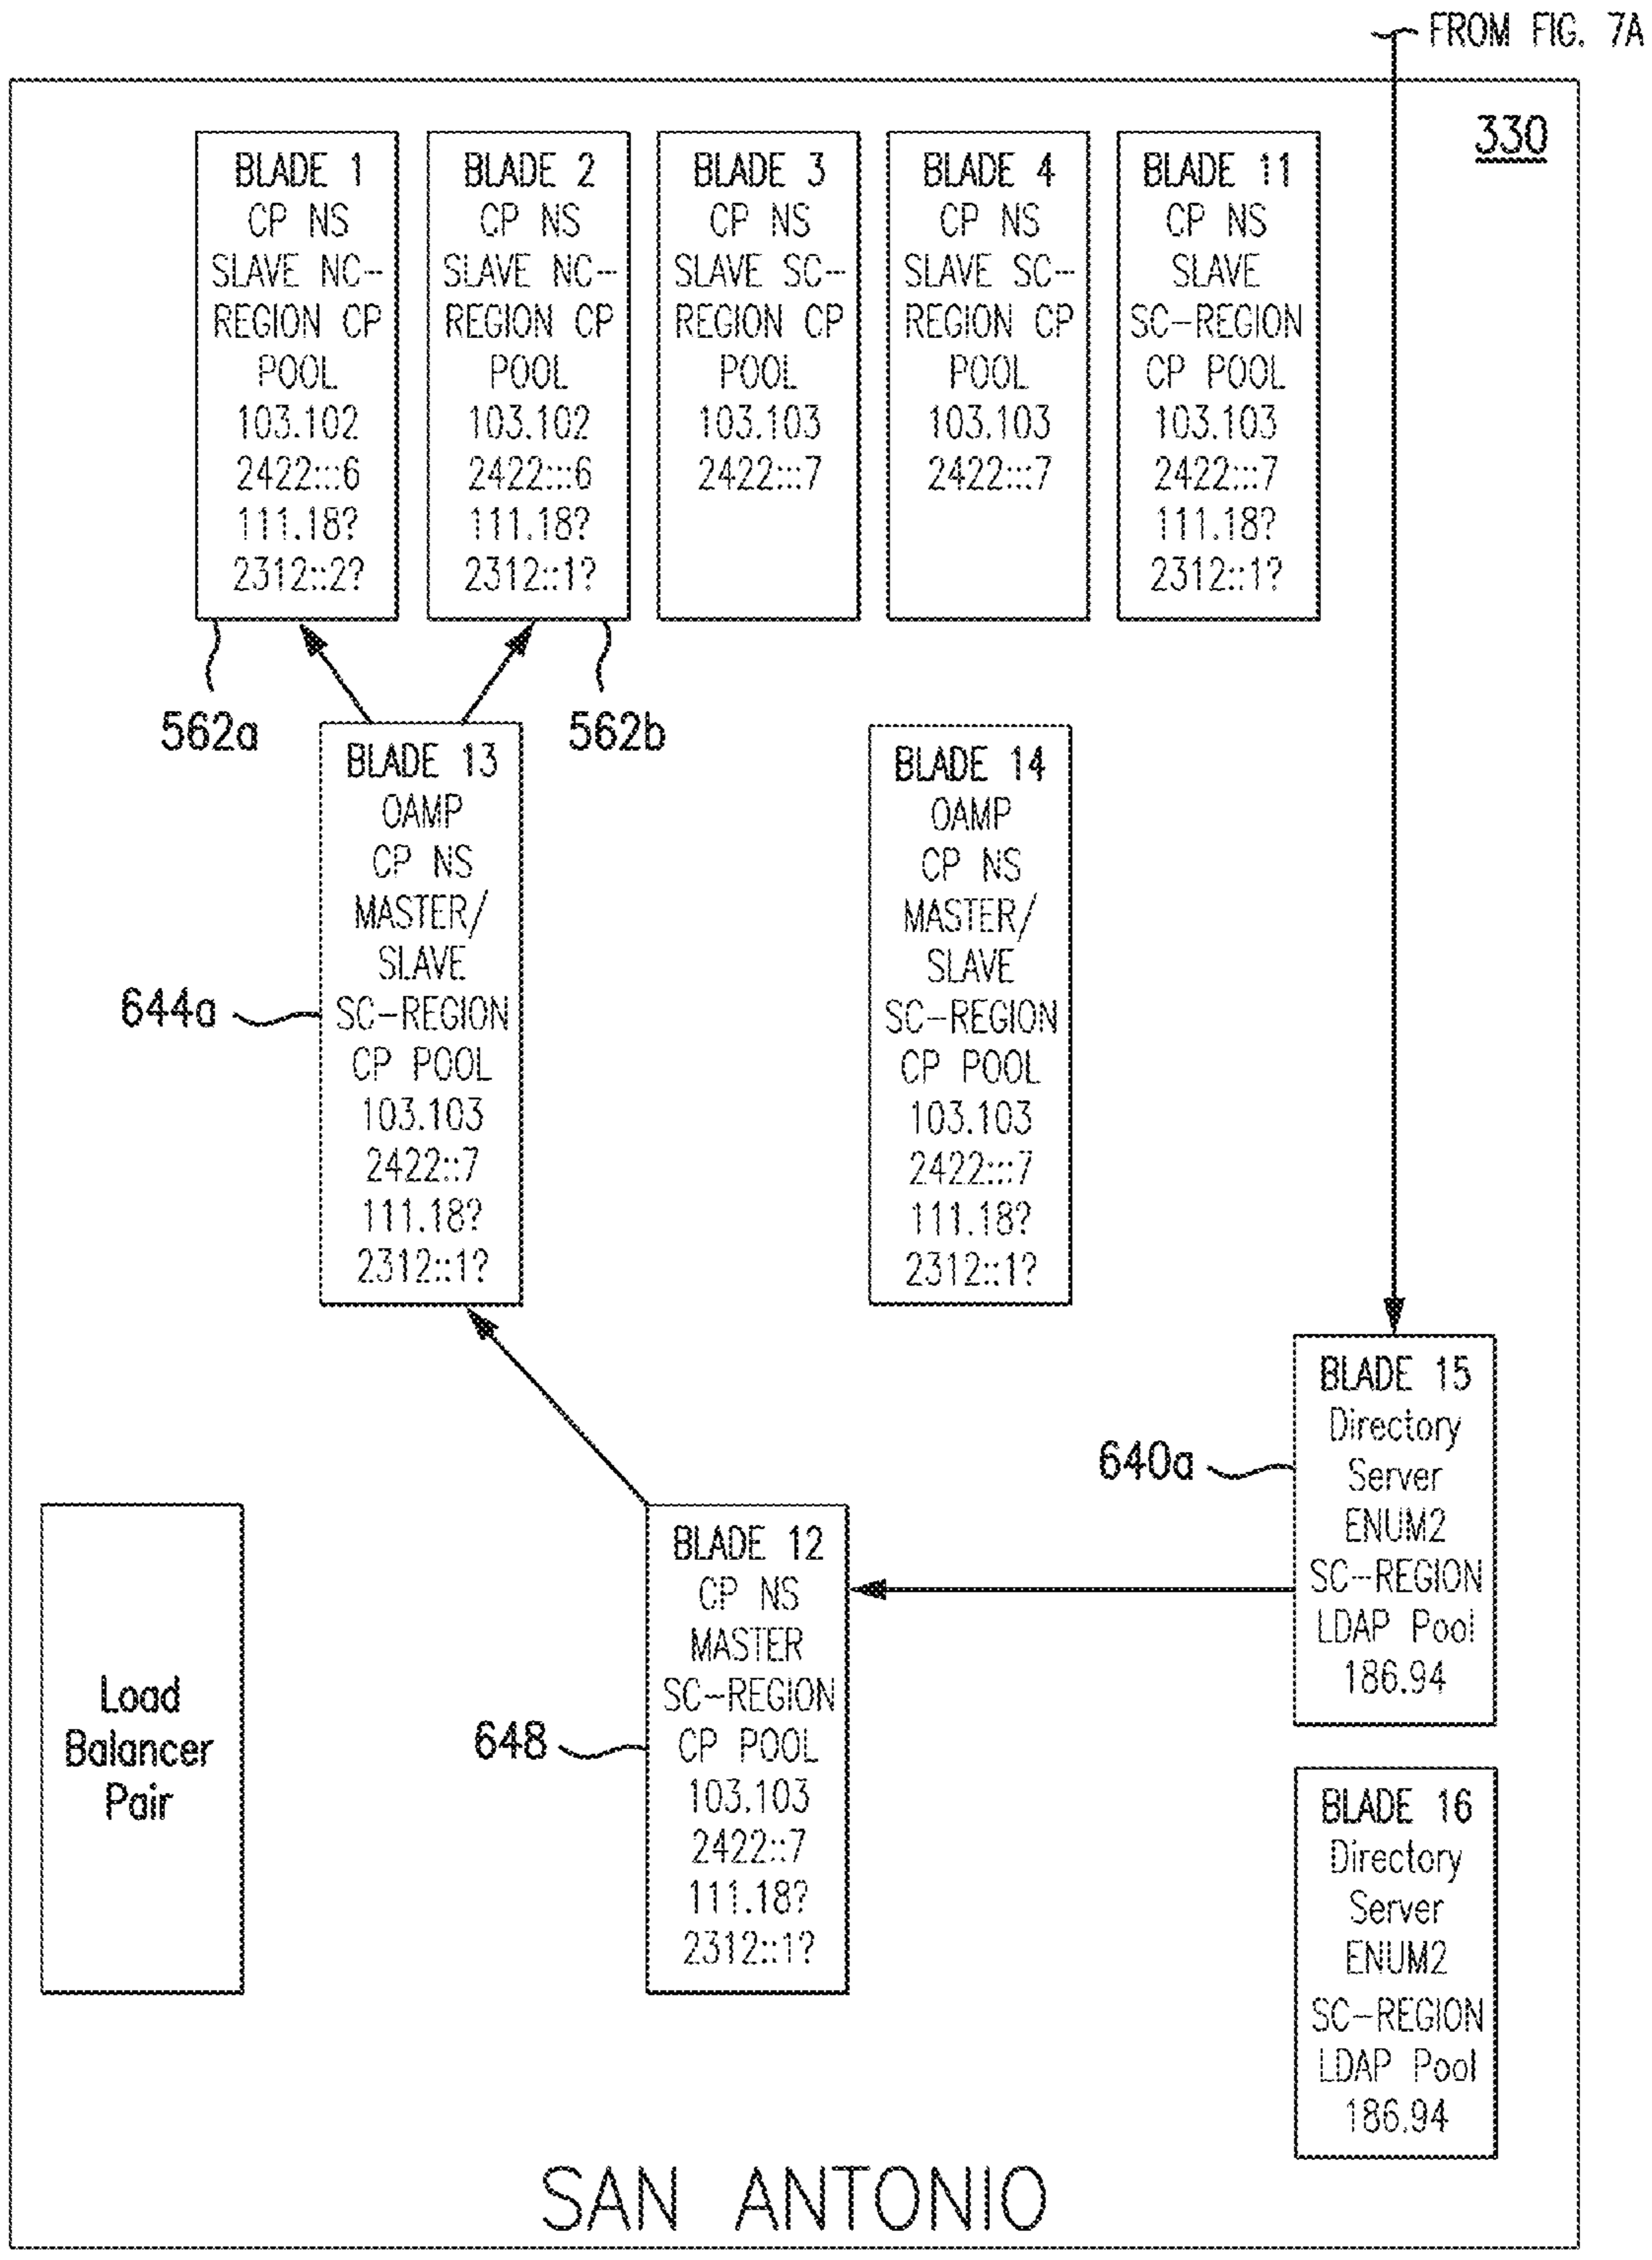 FROM FIG. 7A
330
BLADE 1
CP NS
SLAVE NC-
REGION CP
POOL
103.102
2422:::6
111.18?
2312::2?
BLADE 2
CP NS
SLAVE NC-
REGION CP
POOL
103.102
2422:::6
111.18?
2312::1?
BLADE 3
CP NS
SLAVE SC-
REGION CP
POOL
103.103
2422:::7
BLADE 4
CP NS
SLAVE SC-
REGION CP
POOL
103.103
2422:::7
BLADE 11
CP NS
SLAVE
SC-REGION
CP POOL
103.103
2422:::7
111.18?
2312::1?
562a
562b
BLADE 13
OAMP
CP NS
MASTER/
SLAVE
SC-REGION
CP POOL
103.103
2422::7
111.18?
2312::1?
644a
BLADE 14
OAMP
CP NS
MASTER/
SLAVE
SC-REGION
CP POOL
103.103
2422:::7
111.18?
2312::1?
BLADE 15
Directory
Server
ENUM2
SC-REGION
LDAP Pool
186.94
640a
Load
Balancer
Pair
BLADE 12
CP NS
MASTER
SC-REGION
CP POOL
103.103
2422::7
111.18?
2312::1?
648
BLADE 16
Directory
Server
ENUM2
SC-REGION
LDAP Pool
186.94
SAN ANTONIO